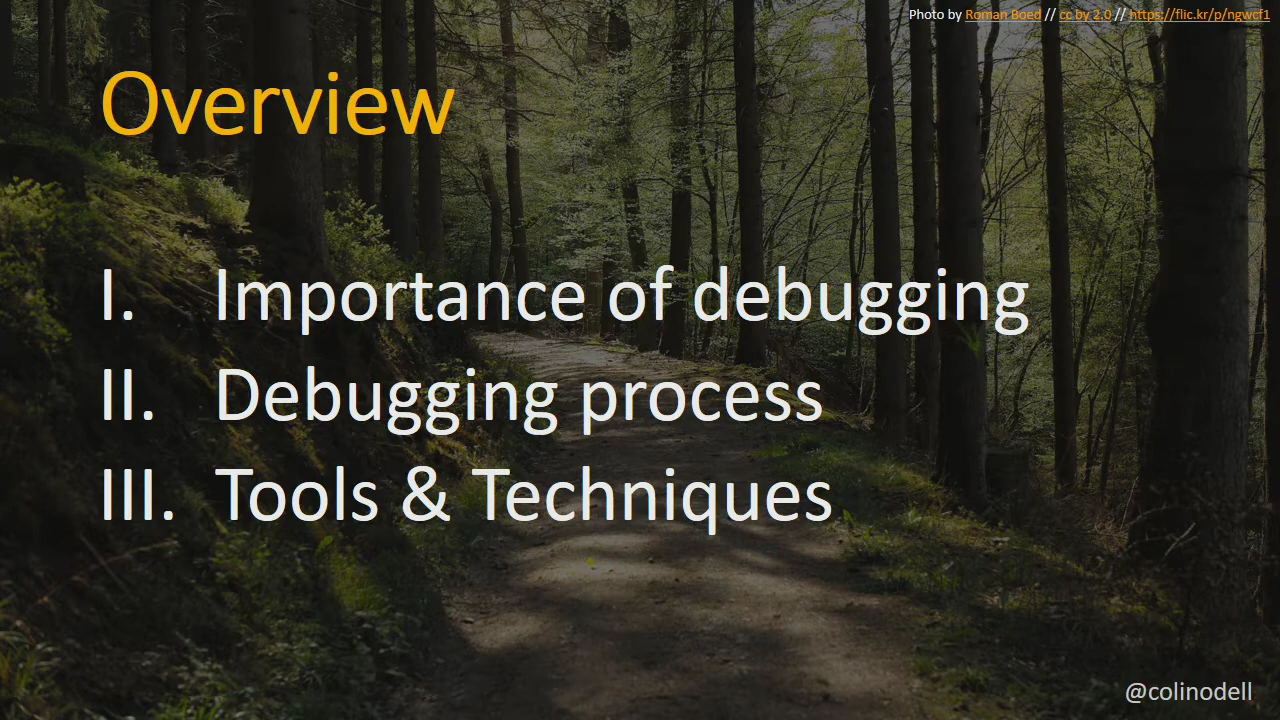 Photo by Roman Boed // cc by 2.0 // https://flic.kr/p/ngwcf1
Overview
I. Importance of debugging
II. Debugging process
III. Tools & Techniques
@colinodell